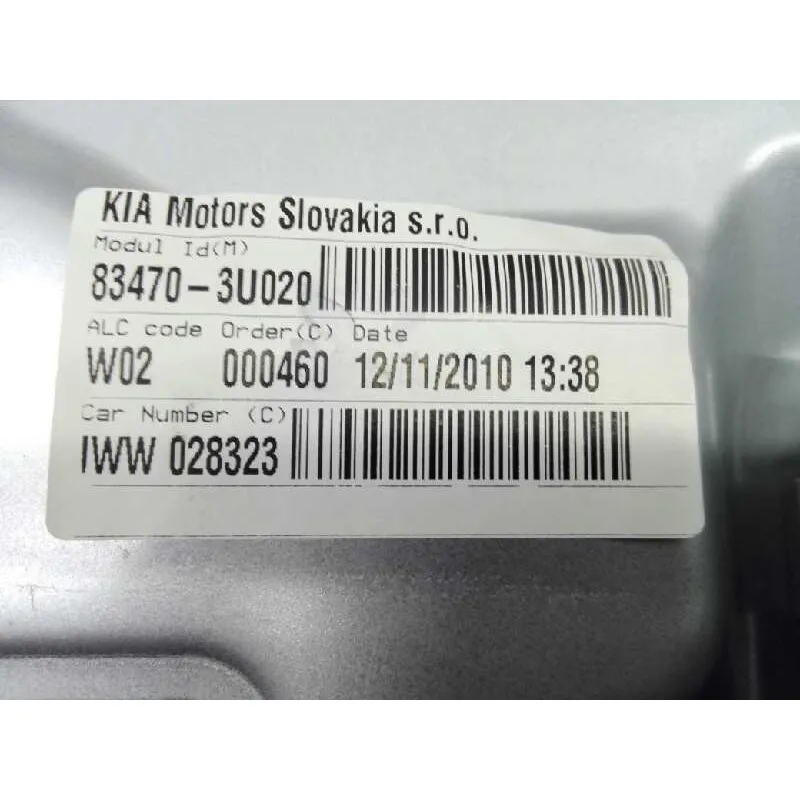 KIA Motors Slovakia s.r.o.
Modul Id(M)
83470-3U020
ALC code Order(C) Date
W02 000460 12/11/2010 13:38
Car Number (C)
IWW 028323